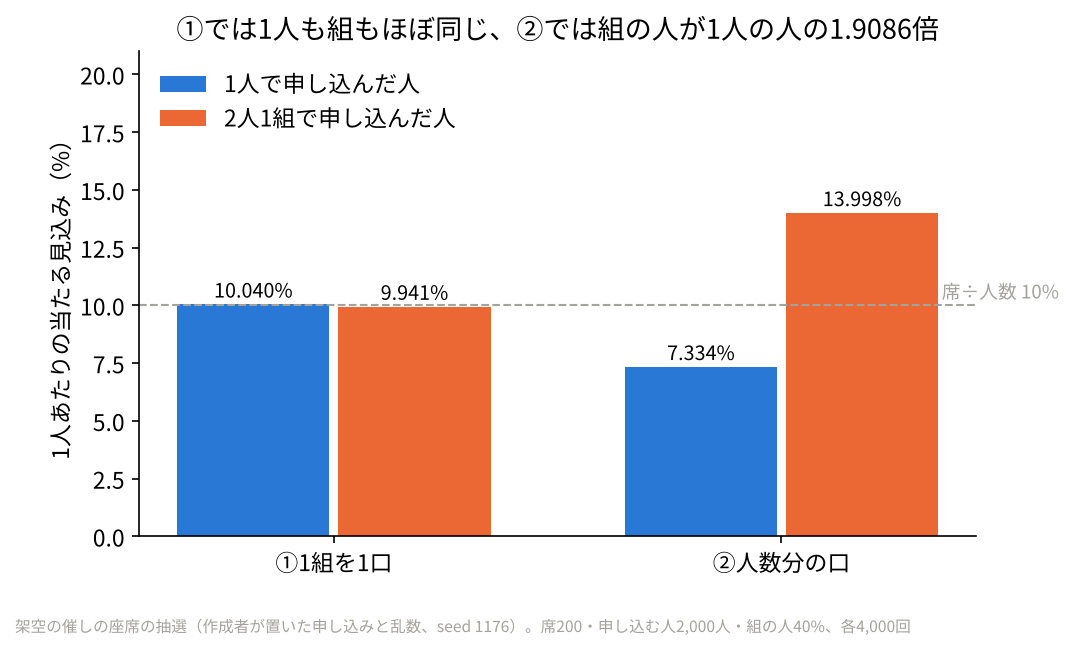 ①では1人も組もほぼ同じ、②では組の人が1人の人の1.9086倍
1人あたりの当たる見込み（%）
20.0
17.5
15.0
12.5
10.0
7.5
5.0
2.5
0.0
1人で申し込んだ人
2人1組で申し込んだ人
10.040%
9.941%
7.334%
13.998%
席÷人数 10%
①1組を1口
②人数分の口
架空の催しの座席の抽選（作成者が置いた申し込みと乱数、seed 1176）。席200・申し込む人2,000人・組の人40%、各4,000回